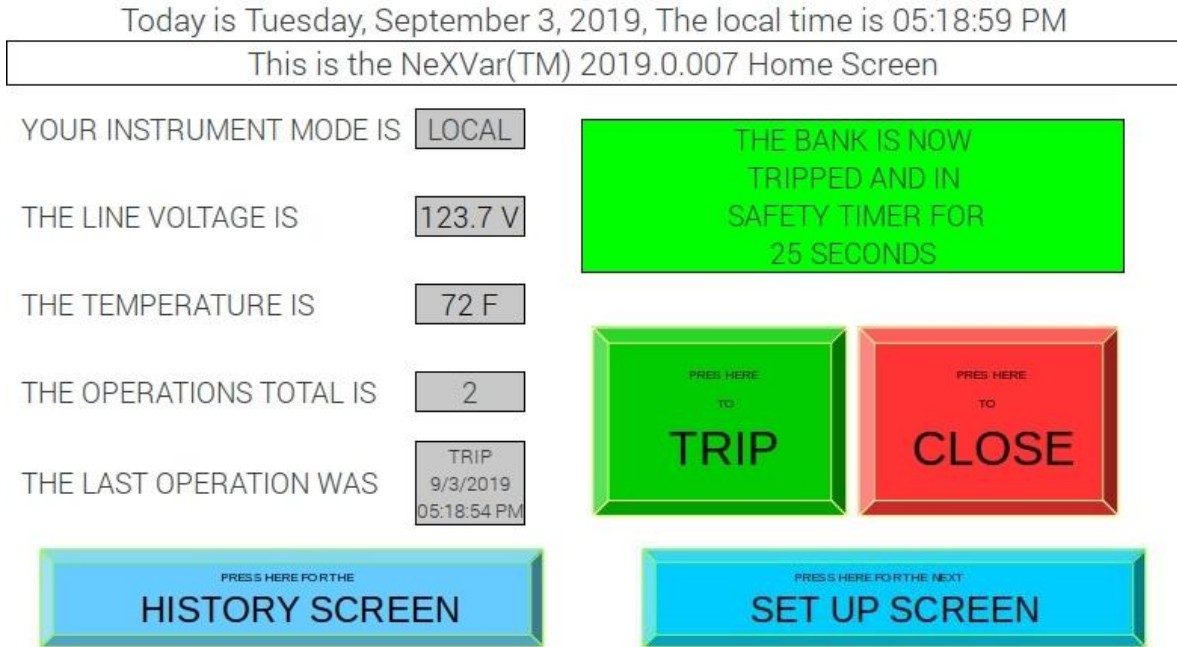 Today is Tuesday, September 3, 2019, The local time is 05:18:59 PM
This is the NeXVar(TM) 2019.0.007 Home Screen
YOUR INSTRUMENT MODE IS LOCAL
THE LINE VOLTAGE IS 123.7 V
THE TEMPERATURE IS 72 F
THE OPERATIONS TOTAL IS 2
THE LAST OPERATION WAS
TRIP
9/3/2019
05:18:54 PM
THE BANK IS NOW
TRIPPED AND IN
SAFETY TIMER FOR
25 SECONDS
PRES HERE
TO
TRIP
PRES HERE
TO
CLOSE
PRESS HERE FOR THE
HISTORY SCREEN
PRESS HERE FOR THE NEXT
SET UP SCREEN